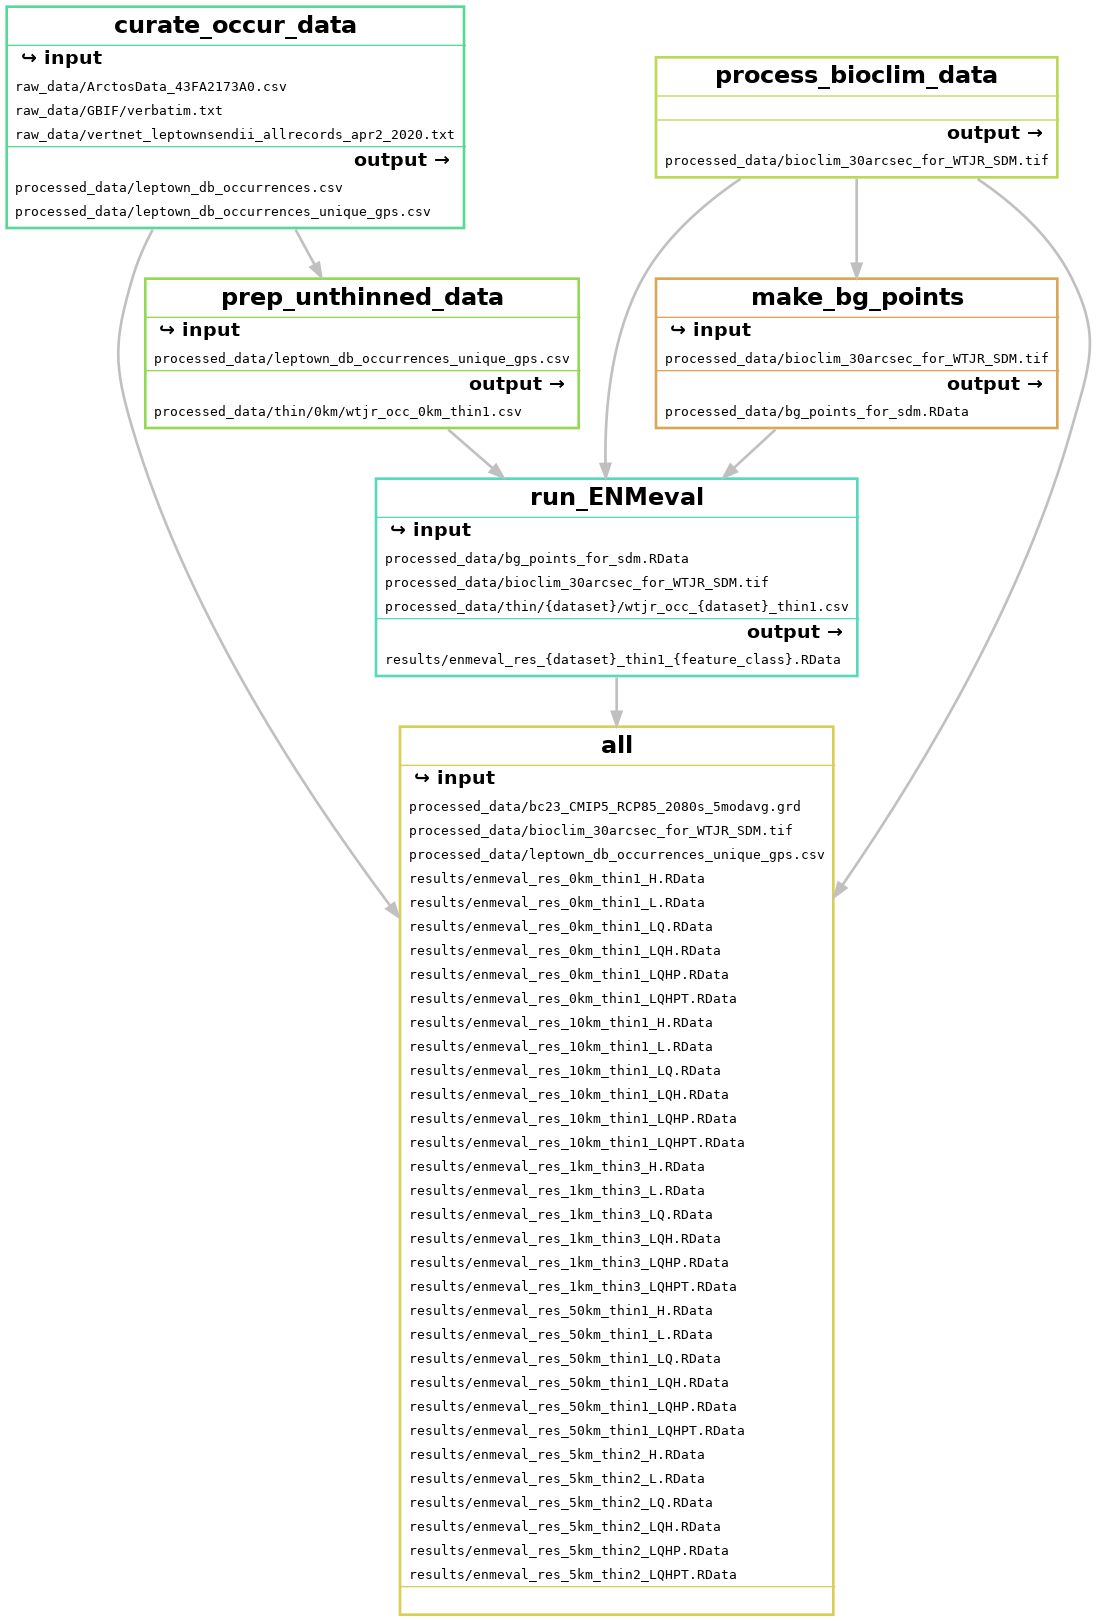 curate_occur_data
↪ input
raw_data/ArctosData_43FA2173A0.csv
raw_data/GBIF/verbatim.txt
raw_data/vertnet_leptownsendii_allrecords_apr2_2020.txt
output →
processed_data/leptown_db_occurrences.csv
processed_data/leptown_db_occurrences_unique_gps.csv
process_bioclim_data
output →
processed_data/bioclim_30arcsec_for_WTJR_SDM.tif
prep_unthinned_data
↪ input
processed_data/leptown_db_occurrences_unique_gps.csv
output →
processed_data/thin/0km/wtjr_occ_0km_thin1.csv
make_bg_points
↪ input
processed_data/bioclim_30arcsec_for_WTJR_SDM.tif
output →
processed_data/bg_points_for_sdm.RData
run_ENMeval
↪ input
processed_data/bg_points_for_sdm.RData
processed_data/bioclim_30arcsec_for_WTJR_SDM.tif
processed_data/thin/{dataset}/wtjr_occ_{dataset}_thin1.csv
output →
results/enmeval_res_{dataset}_thin1_{feature_class}.RData
all
↪ input
processed_data/bc23_CMIP5_RCP85_2080s_5modavg.grd
processed_data/bioclim_30arcsec_for_WTJR_SDM.tif
processed_data/leptown_db_occurrences_unique_gps.csv
results/enmeval_res_0km_thin1_H.RData
results/enmeval_res_0km_thin1_L.RData
results/enmeval_res_0km_thin1_LQ.RData
results/enmeval_res_0km_thin1_LQH.RData
results/enmeval_res_0km_thin1_LQHP.RData
results/enmeval_res_0km_thin1_LQHPT.RData
results/enmeval_res_10km_thin1_H.RData
results/enmeval_res_10km_thin1_L.RData
results/enmeval_res_10km_thin1_LQ.RData
results/enmeval_res_10km_thin1_LQH.RData
results/enmeval_res_10km_thin1_LQHP.RData
results/enmeval_res_10km_thin1_LQHPT.RData
results/enmeval_res_1km_thin3_H.RData
results/enmeval_res_1km_thin3_L.RData
results/enmeval_res_1km_thin3_LQ.RData
results/enmeval_res_1km_thin3_LQH.RData
results/enmeval_res_1km_thin3_LQHP.RData
results/enmeval_res_1km_thin3_LQHPT.RData
results/enmeval_res_50km_thin1_H.RData
results/enmeval_res_50km_thin1_L.RData
results/enmeval_res_50km_thin1_LQ.RData
results/enmeval_res_50km_thin1_LQH.RData
results/enmeval_res_50km_thin1_LQHP.RData
results/enmeval_res_50km_thin1_LQHPT.RData
results/enmeval_res_5km_thin2_H.RData
results/enmeval_res_5km_thin2_L.RData
results/enmeval_res_5km_thin2_LQ.RData
results/enmeval_res_5km_thin2_LQH.RData
results/enmeval_res_5km_thin2_LQHP.RData
results/enmeval_res_5km_thin2_LQHPT.RData